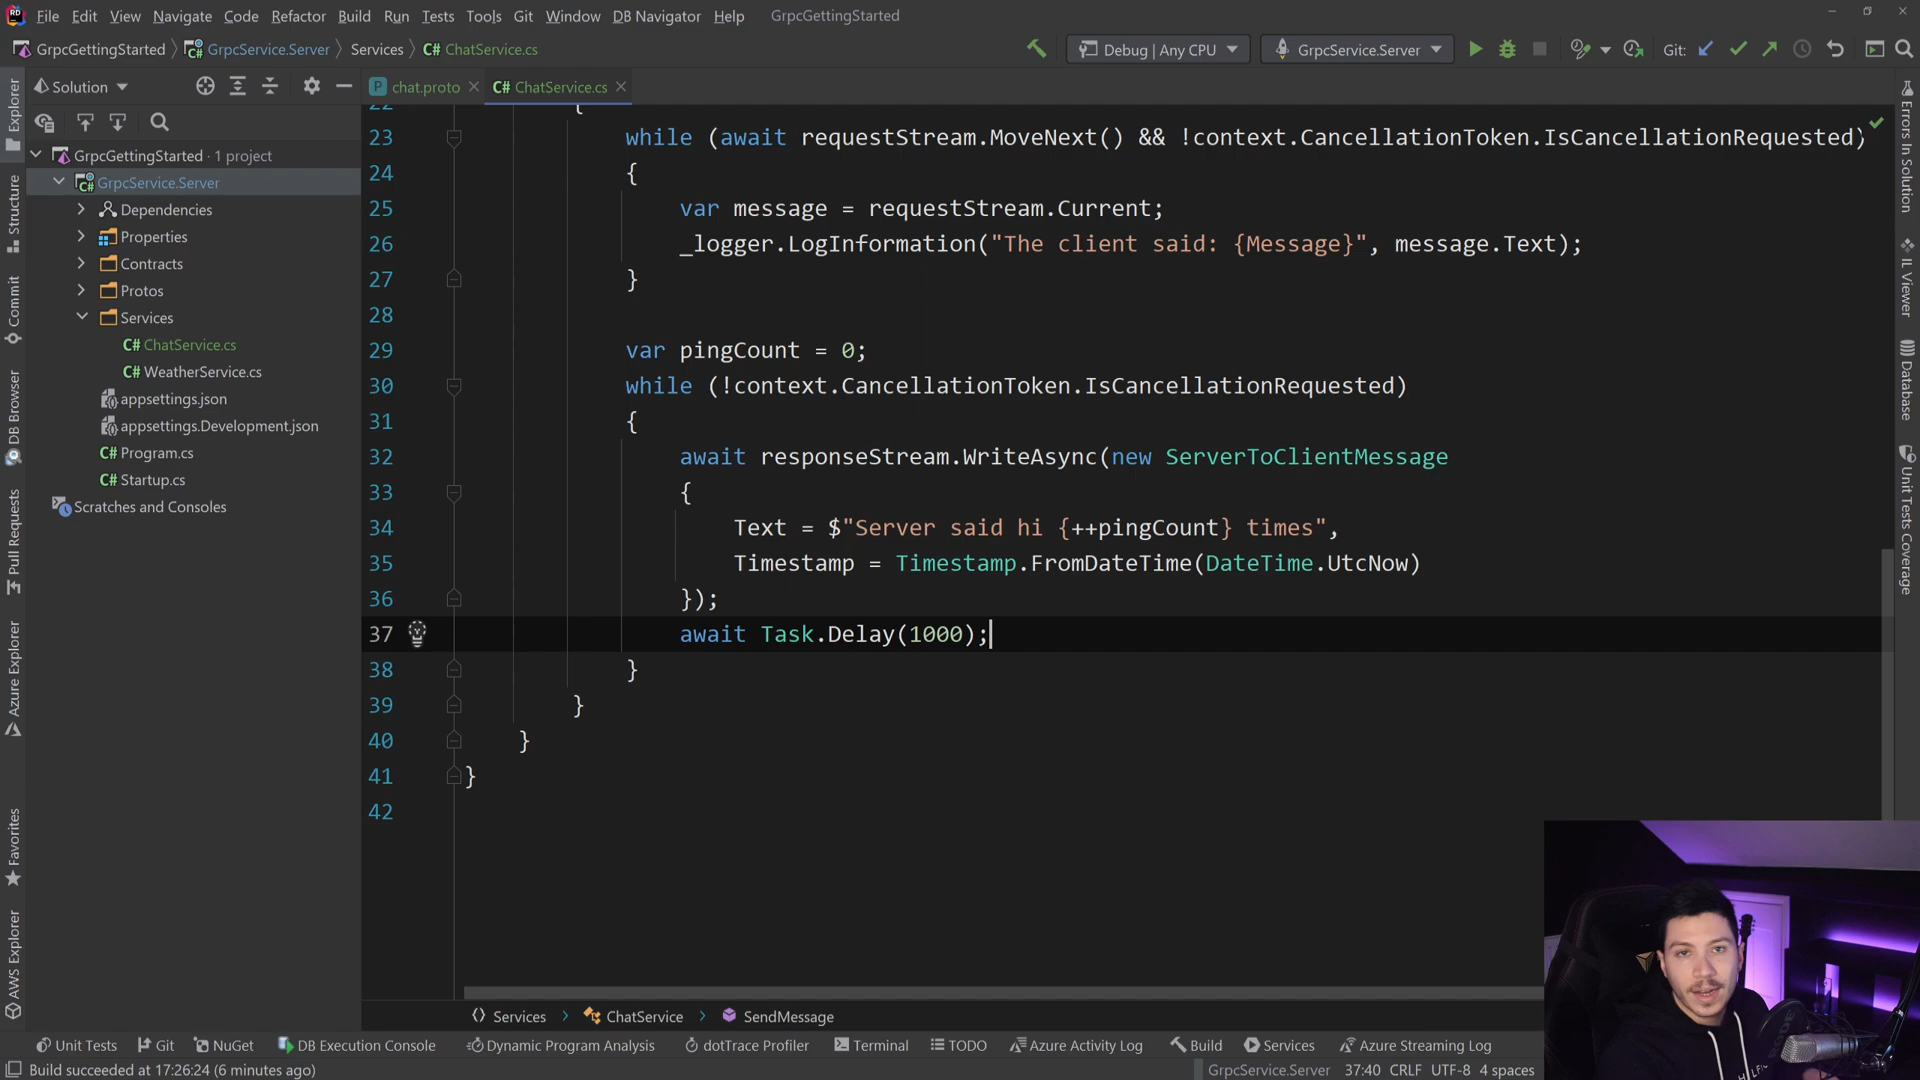 File Edit View Navigate Code Refactor Build Run Tests Tools Git Window DB Navigator Help GrpcGettingStarted
GrpcGettingStarted GrpcService.Server Services C# ChatService.cs
Debug | Any CPU GrpcService.Server Git:
Solution
chat.proto C# ChatService.cs
GrpcGettingStarted · 1 project
GrpcService.Server
Dependencies
Properties
Contracts
Protos
Services
C# ChatService.cs
C# WeatherService.cs
appsettings.json
appsettings.Development.json
C# Program.cs
C# Startup.cs
Scratches and Consoles
Explorer
Structure
Commit
DB Browser
Pull Requests
Azure Explorer
Favorites
AWS Explorer
22 {
23 while (await requestStream.MoveNext() && !context.CancellationToken.IsCancellationRequested)
24 {
25 var message = requestStream.Current;
26 _logger.LogInformation("The client said: {Message}", message.Text);
27 }
28
29 var pingCount = 0;
30 while (!context.CancellationToken.IsCancellationRequested)
31 {
32 await responseStream.WriteAsync(new ServerToClientMessage
33 {
34 Text = $"Server said hi {++pingCount} times",
35 Timestamp = Timestamp.FromDateTime(DateTime.UtcNow)
36 });
37 await Task.Delay(1000);
38 }
39 }
40 }
41 }
42
Errors In Solution
IL Viewer
Database
Unit Tests Coverage
Services ChatService SendMessage
Unit Tests Git NuGet DB Execution Console Dynamic Program Analysis dotTrace Profiler Terminal TODO Azure Activity Log Build Services Azure Streaming Log
Build succeeded at 17:26:24 (6 minutes ago) GrpcService.Server 37:40 CRLF UTF-8 4 spaces